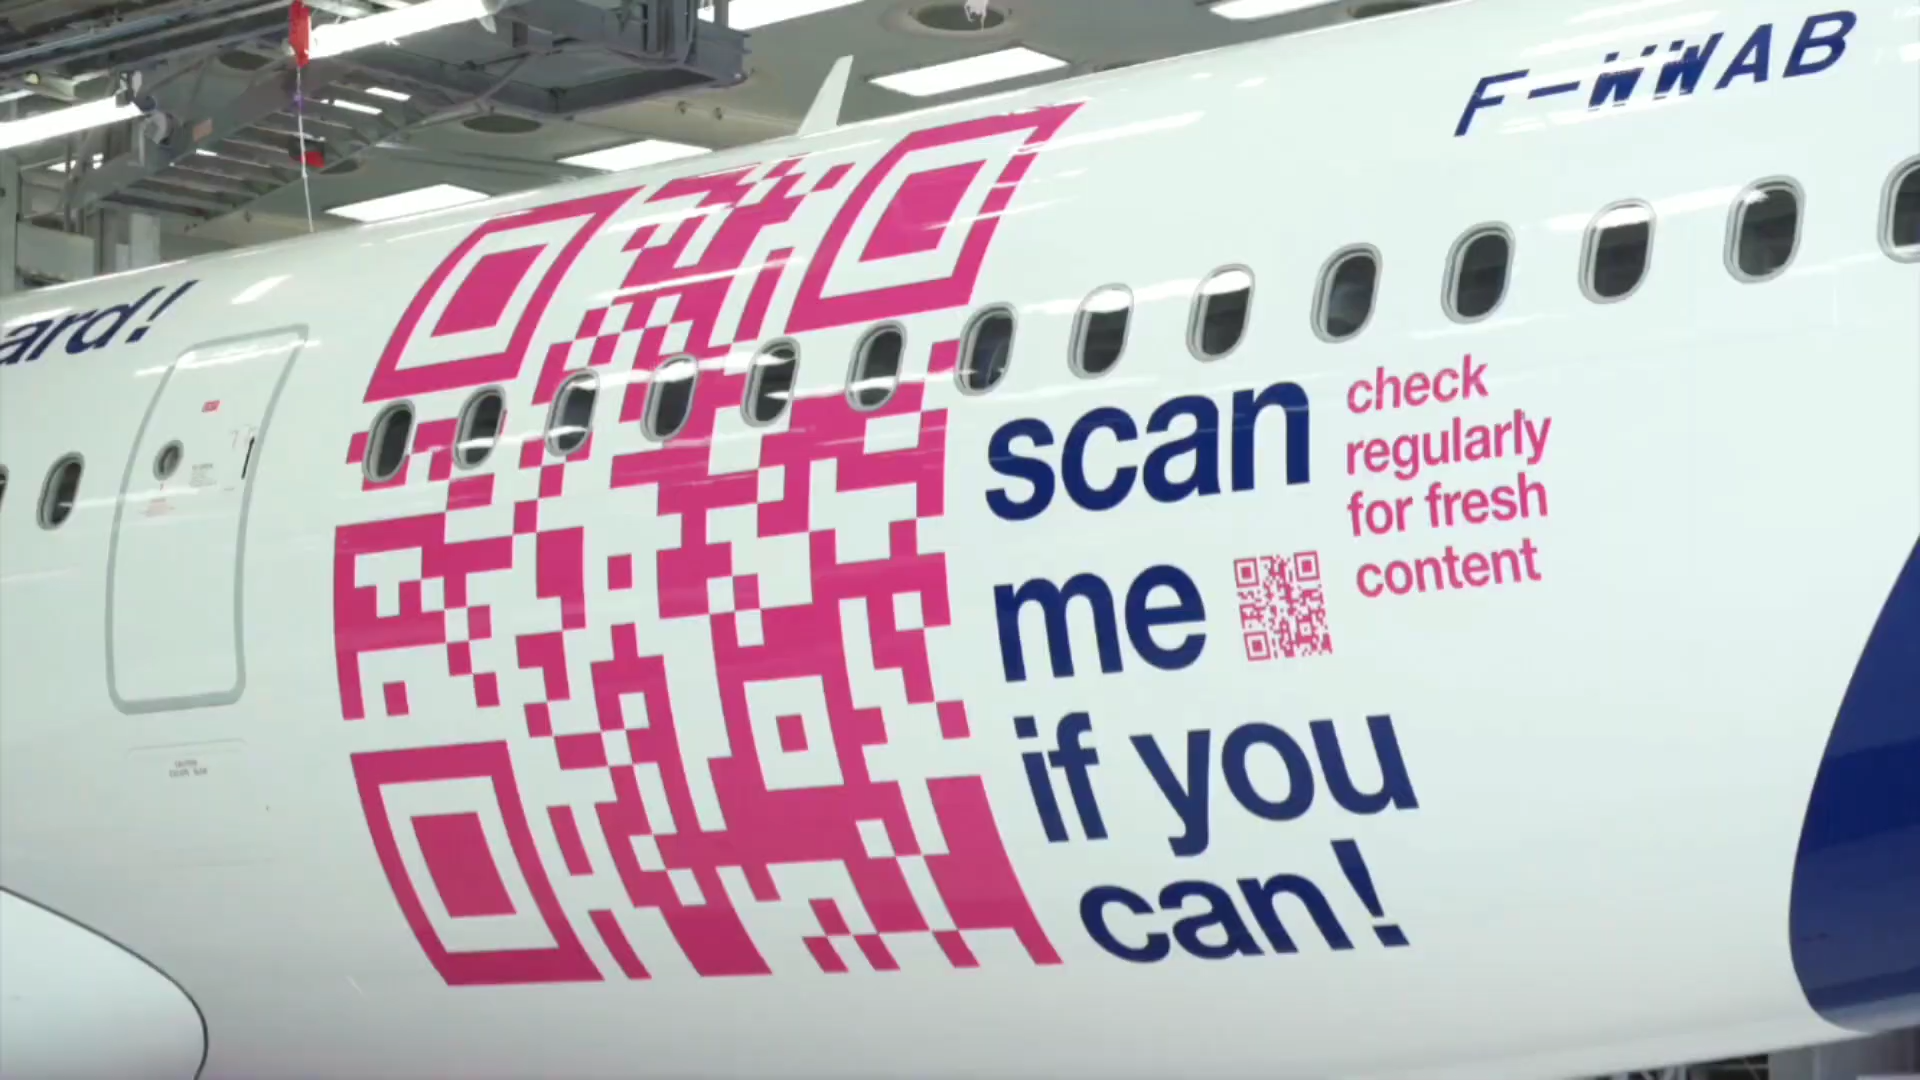 F-WWAB
ard!
scan
me
if you
can!
check
regularly
for fresh
content